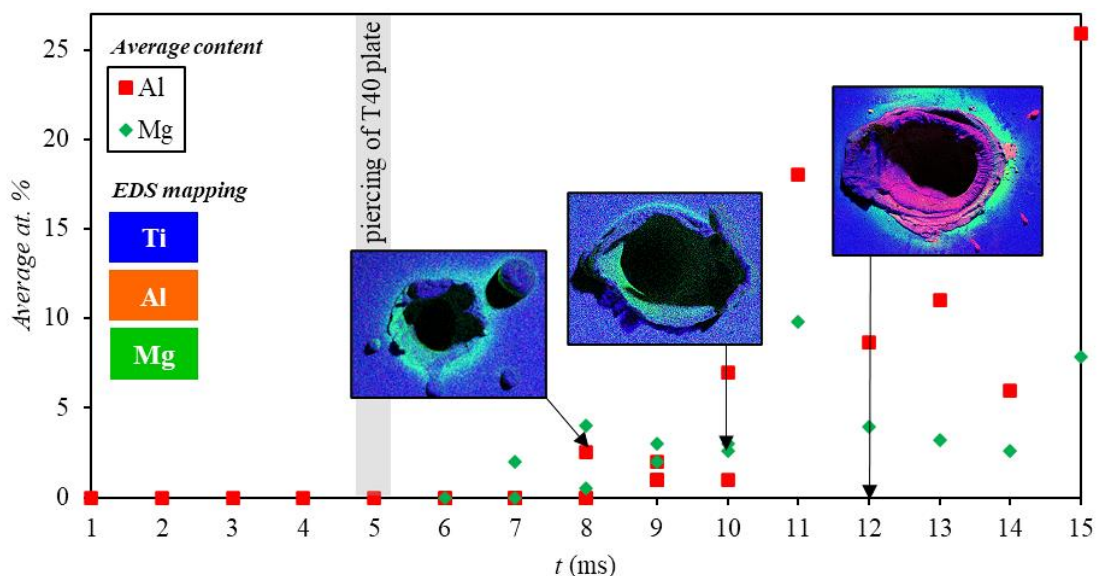 Average content
Al
Mg
EDS mapping
Ti
Al
Mg
piercing of T40 plate
Average at. %
25
20
15
10
5
0
1 2 3 4 5 6 7 8 9 10 11 12 13 14 15
t (ms)